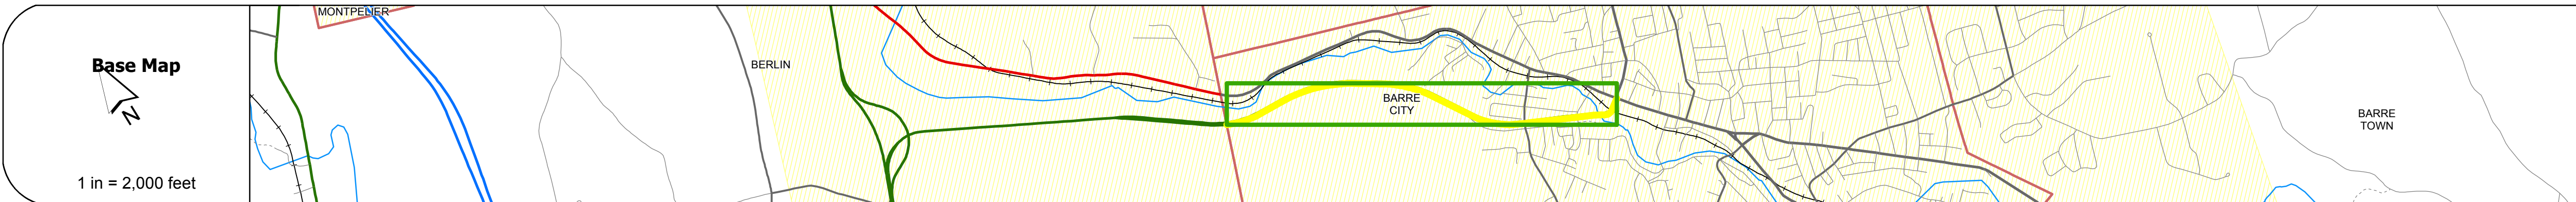 Base Map
N
1 in = 2,000 feet
MONTPELIER
BERLIN
BARRE
CITY
BARRE
TOWN